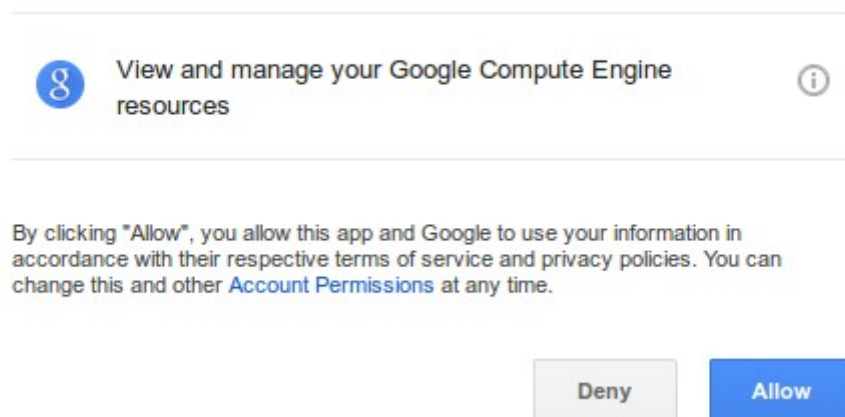 View and manage your Google Compute Engine
resources
By clicking "Allow", you allow this app and Google to use your information in
accordance with their respective terms of service and privacy policies. You can
change this and other Account Permissions at any time.
Deny
Allow